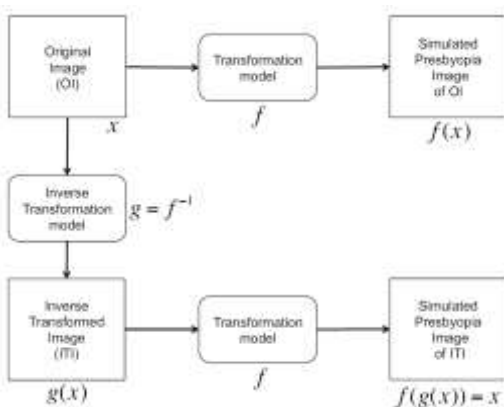 Original
Image
(OI)
x
Transformation
model
f
Simulated
Presbyopia
Image
of OI
f(x)
Inverse
Transformation
model
g = f⁻¹
Inverse
Transformed
Image
(ITI)
g(x)
Transformation
model
f
Simulated
Presbyopia
Image
of ITI
f(g(x)) = x